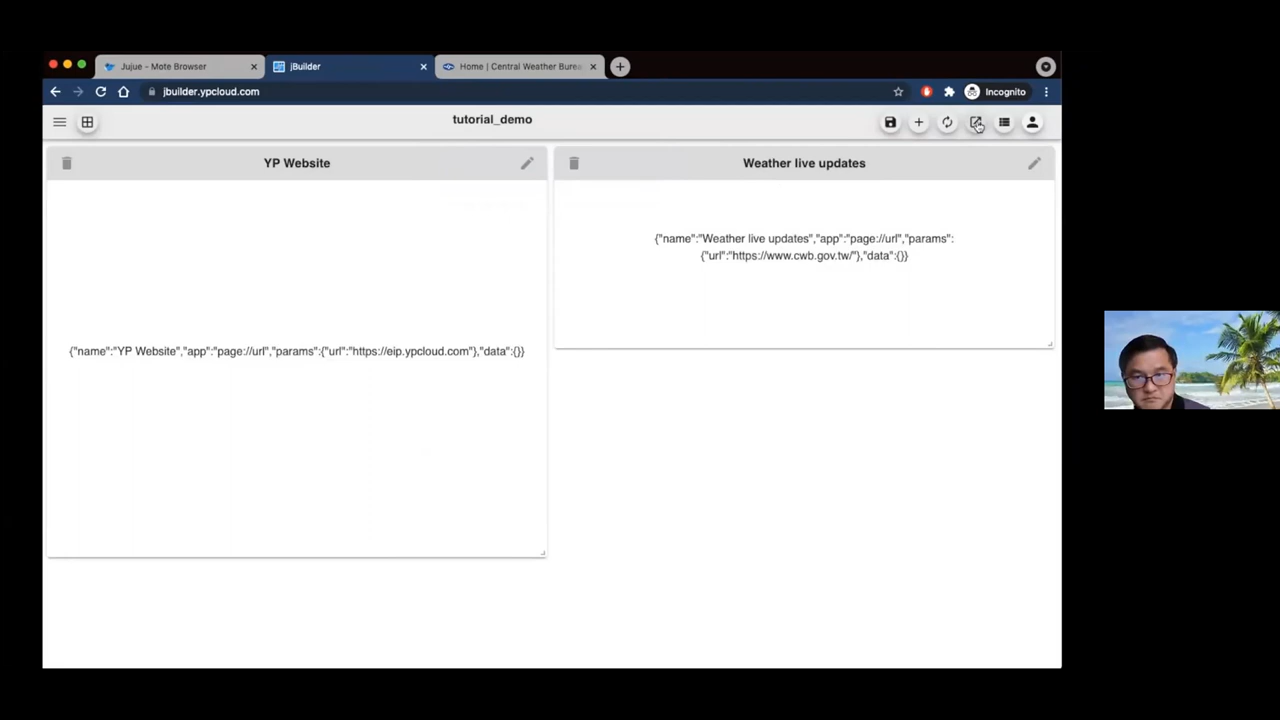 Jujue - Mote Browser
jBuilder
Home | Central Weather Burea
jbuilder.ypcloud.com
Incognito
tutorial_demo
YP Website
Weather live updates
{"name":"Weather live updates","app":"page://url","params":
{"url":"https://www.cwb.gov.tw/"},"data":{}}
{"name":"YP Website","app":"page://url","params":{"url":"https://eip.ypcloud.com"},"data":{}}